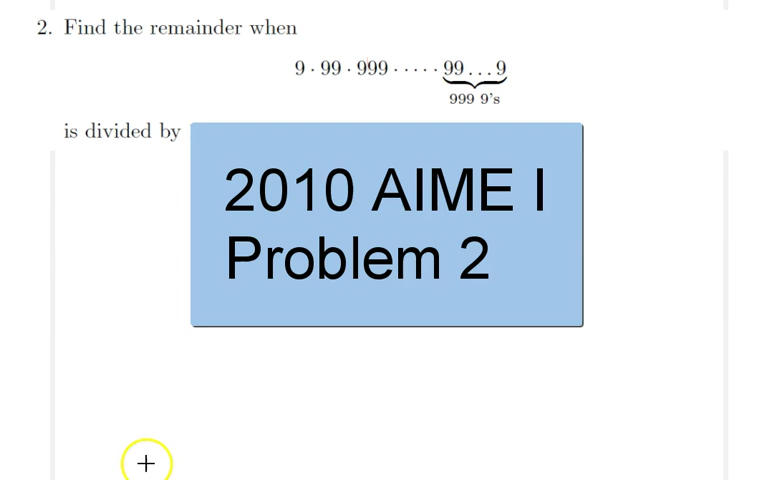 2. Find the remainder when
9 · 99 · 999 · · · · · 99 . . . 9
999 9's
is divided by
2010 AIME I
Problem 2